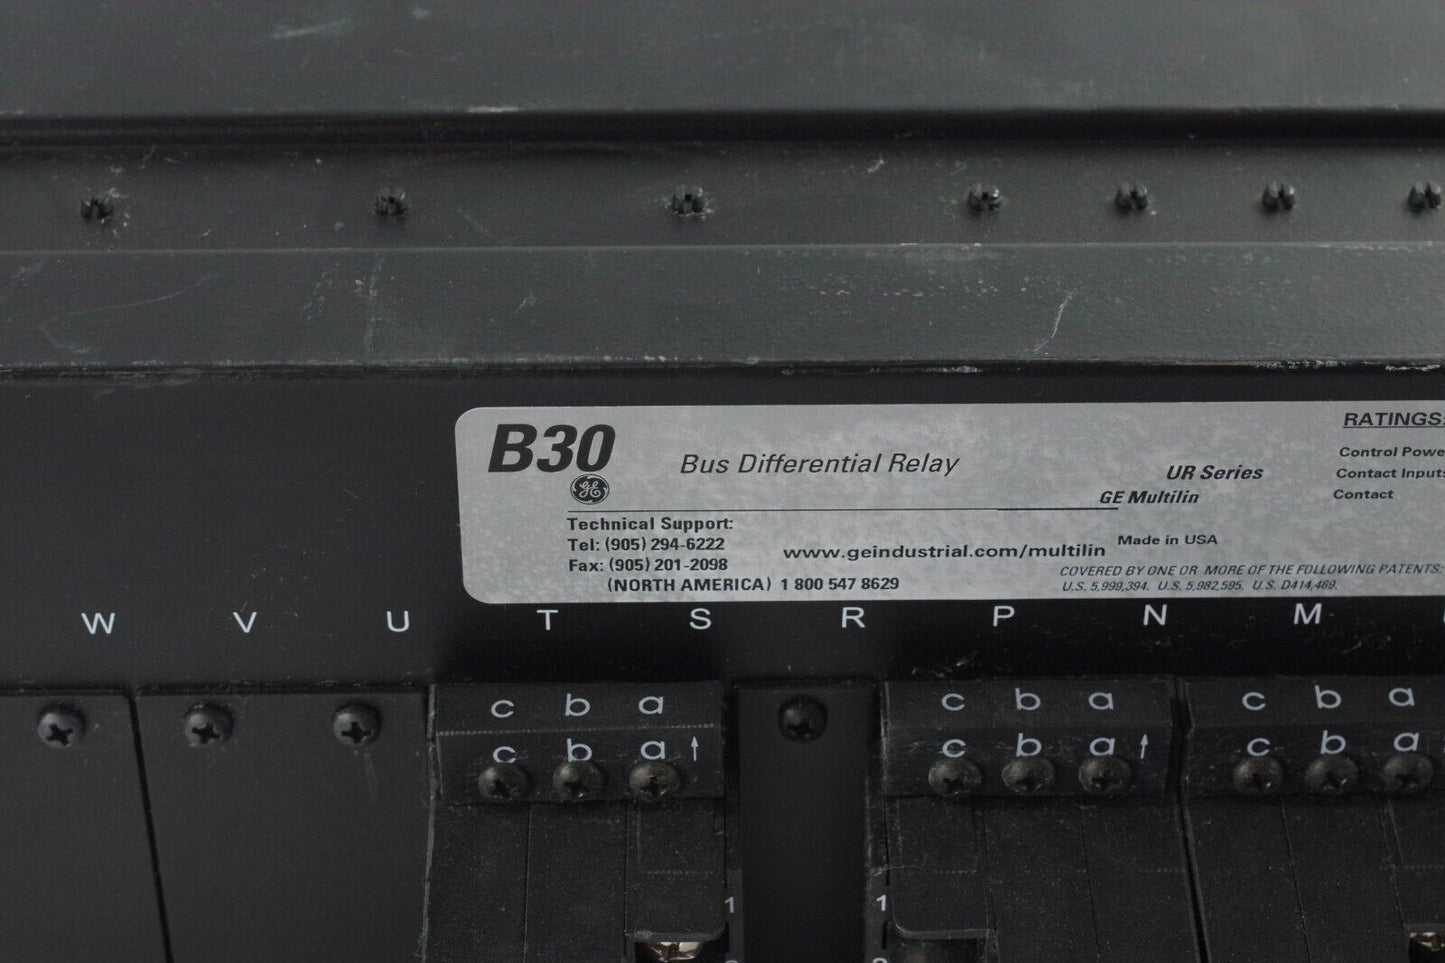 B30
Bus Differential Relay
GE
UR Series
GE Multilin
RATINGS:
Control Powe
Contact Inputs
Contact
Technical Support:
Tel: (905) 294-6222
Fax: (905) 201-2098
(NORTH AMERICA) 1 800 547 8629
www.geindustrial.com/multilin
Made in USA
COVERED BY ONE OR MORE OF THE FOLLOWING PATENTS:
U.S. 5,999,394. U.S. 5,982,595. U.S. D414,469.
W V U T S R P N M
c b a c b a c b a
c b a ↑ c b a ↑ c b a
1 1